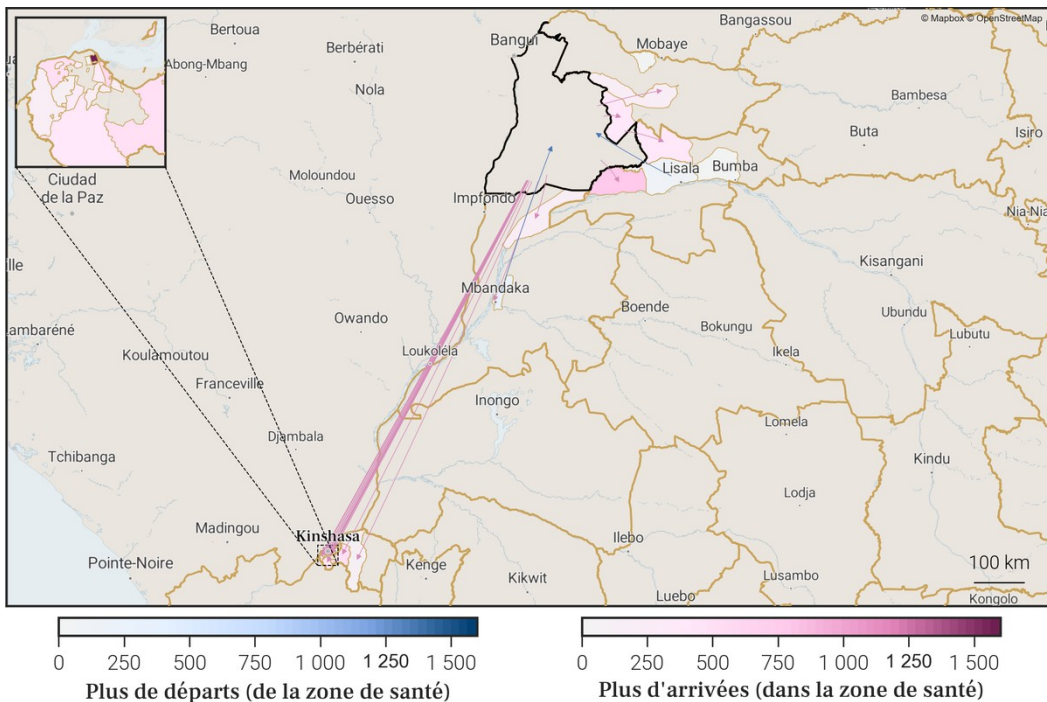 © Mapbox © OpenStreetMap
Bertoua
Bangassou
Bangui
Mobaye
Berbérati
Abong-Mbang
Nola
Bambesa
Buta
Isiro
Lisala
Bumba
Moloundou
Ciudad
de la Paz
Ouesso
Impfondo
Nia-Nia
Kisangani
lle
Mbandaka
Boende
Ubundu
Owando
Bokungu
Lubutu
ambaréné
Koulamoutou
Loukoléla
Ikela
Franceville
Inongo
Lomela
Djambala
Tchibanga
Kindu
Lodja
Madingou
Kinshasa
Ilebo
Pointe-Noire
Kenge
Kikwit
Lusambo
100 km
Luebo
Kongolo
0 250 500 750 1 000 1 250 1 500
Plus de départs (de la zone de santé)
0 250 500 750 1 000 1 250 1 500
Plus d'arrivées (dans la zone de santé)